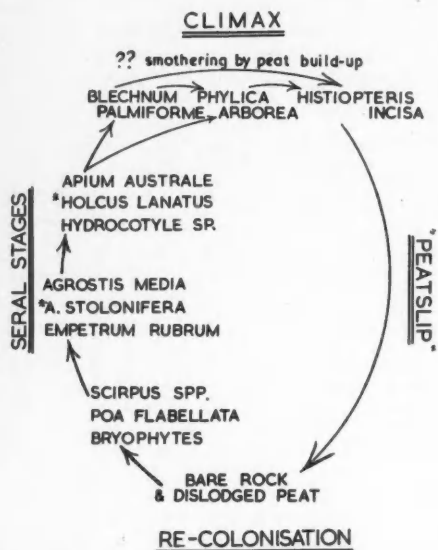 CLIMAX
?? smothering by peat build-up
BLECHNUM PHYLICA HISTIOPTERIS
PALMIFORME ARBOREA INCISA
APIUM AUSTRALE
*HOLCUS LANATUS
HYDROCOTYLE SP.
SERAL STAGES
AGROSTIS MEDIA
*A. STOLONIFERA
EMPETRUM RUBRUM
"PEATSLIP"
SCIRPUS SPP.
POA FLABELLATA
BRYOPHYTES
BARE ROCK
& DISLODGED PEAT
RE-COLONISATION